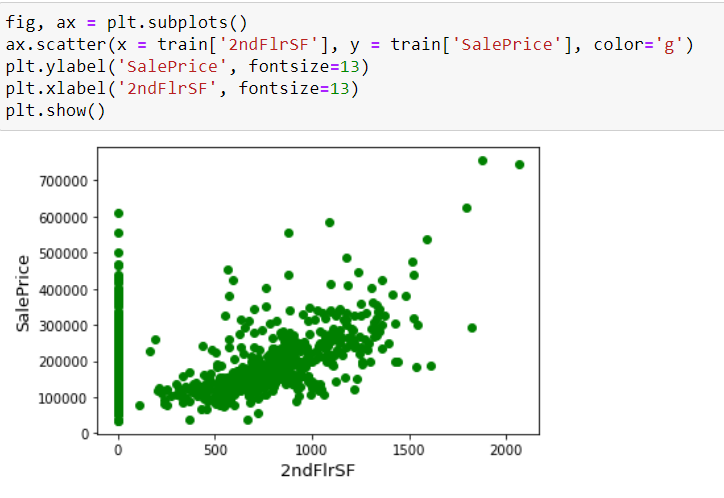 fig, ax = plt.subplots()
ax.scatter(x = train['2ndFlrSF'], y = train['SalePrice'], color='g')
plt.ylabel('SalePrice', fontsize=13)
plt.xlabel('2ndFlrSF', fontsize=13)
plt.show()
700000
600000
500000
400000
300000
200000
100000
0
SalePrice
0 500 1000 1500 2000
2ndFlrSF